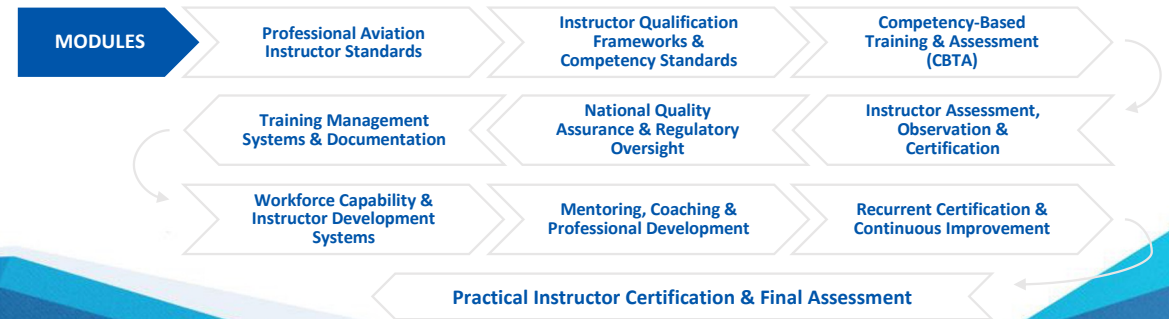 MODULES
Professional Aviation
Instructor Standards
Instructor Qualification
Frameworks &
Competency Standards
Competency-Based
Training & Assessment
(CBTA)
Instructor Assessment,
Observation &
Certification
National Quality
Assurance & Regulatory
Oversight
Training Management
Systems & Documentation
Workforce Capability &
Instructor Development
Systems
Mentoring, Coaching &
Professional Development
Recurrent Certification &
Continuous Improvement
Practical Instructor Certification & Final Assessment